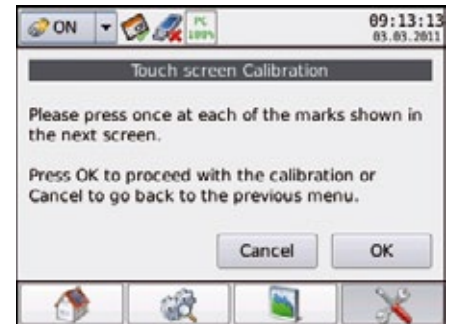 ON PC 09:13:13
100% 03.03.2011
Touch screen Calibration
Please press once at each of the marks shown in
the next screen.
Press OK to proceed with the calibration or
Cancel to go back to the previous menu.
Cancel OK